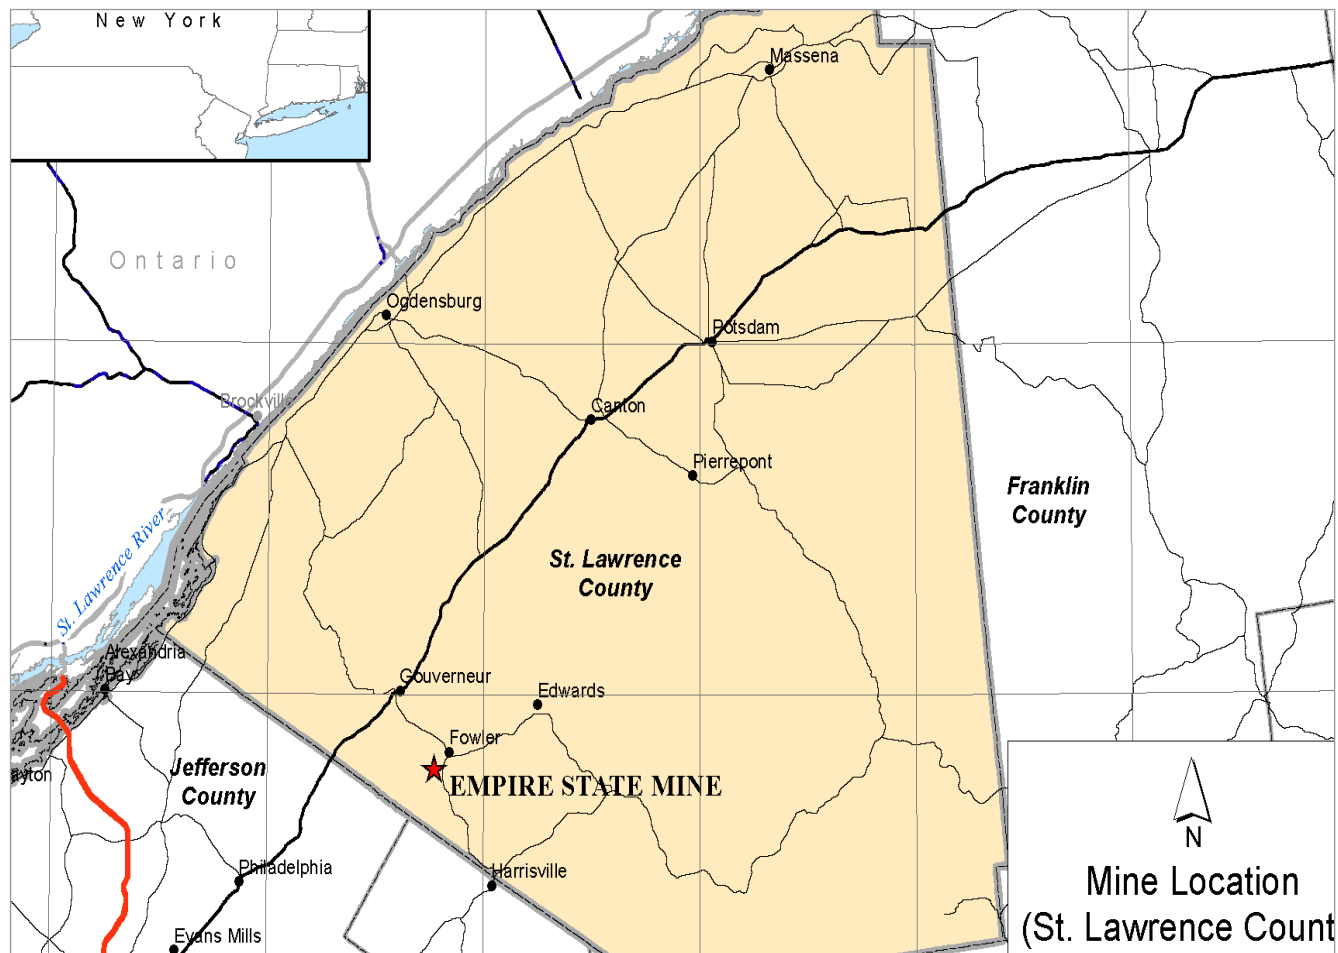 New York
Massena
Ontario
Ogdensburg
Potsdam
Brockville
Canton
Pierrepont
Franklin
County
St. Lawrence River
St. Lawrence
County
Alexandria
Bay
Gouverneur
Edwards
Fowler
ayton
Jefferson
County
EMPIRE STATE MINE
N
Philadelphia
Harrisville
Mine Location
(St. Lawrence Count
Evans Mills